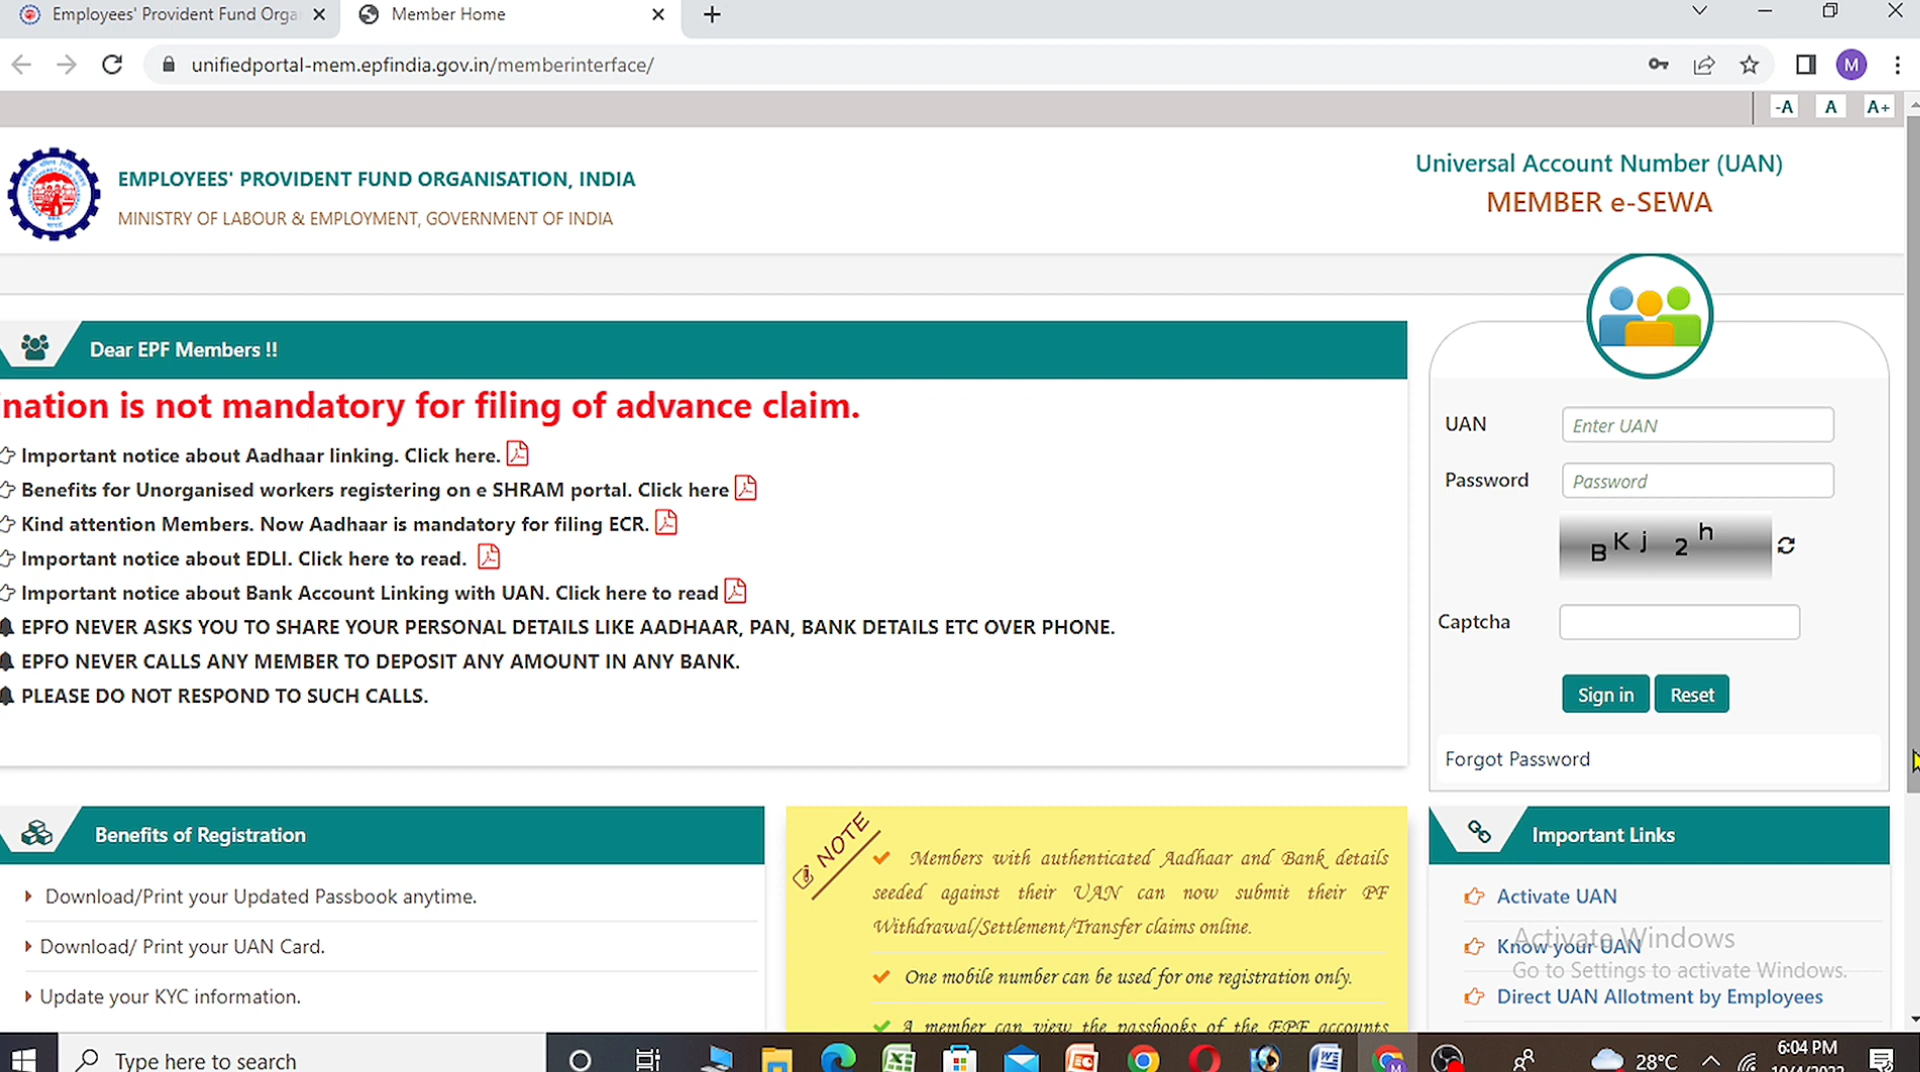 Employees' Provident Fund Orga
Member Home
unifiedportal-mem.epfindia.gov.in/memberinterface/
M
-A A A+
EMPLOYEES' PROVIDENT FUND ORGANISATION, INDIA
MINISTRY OF LABOUR & EMPLOYMENT, GOVERNMENT OF INDIA
Universal Account Number (UAN)
MEMBER e-SEWA
Dear EPF Members !!
nation is not mandatory for filing of advance claim.
Important notice about Aadhaar linking. Click here.
Benefits for Unorganised workers registering on e SHRAM portal. Click here
Kind attention Members. Now Aadhaar is mandatory for filing ECR.
Important notice about EDLI. Click here to read.
Important notice about Bank Account Linking with UAN. Click here to read
EPFO NEVER ASKS YOU TO SHARE YOUR PERSONAL DETAILS LIKE AADHAAR, PAN, BANK DETAILS ETC OVER PHONE.
EPFO NEVER CALLS ANY MEMBER TO DEPOSIT ANY AMOUNT IN ANY BANK.
PLEASE DO NOT RESPOND TO SUCH CALLS.
UAN
Enter UAN
Password
Password
B K j 2 h
Captcha
Sign in
Reset
Forgot Password
Benefits of Registration
Download/Print your Updated Passbook anytime.
Download/ Print your UAN Card.
Update your KYC information.
NOTE
Members with authenticated Aadhaar and Bank details
seeded against their UAN can now submit their PF
Withdrawal/Settlement/Transfer claims online.
One mobile number can be used for one registration only.
A member can view the passbooks of the EPF accounts
Important Links
Activate UAN
Know your UAN
Direct UAN Allotment by Employees
Activate Windows
Go to Settings to activate Windows.
Type here to search
28°C
6:04 PM